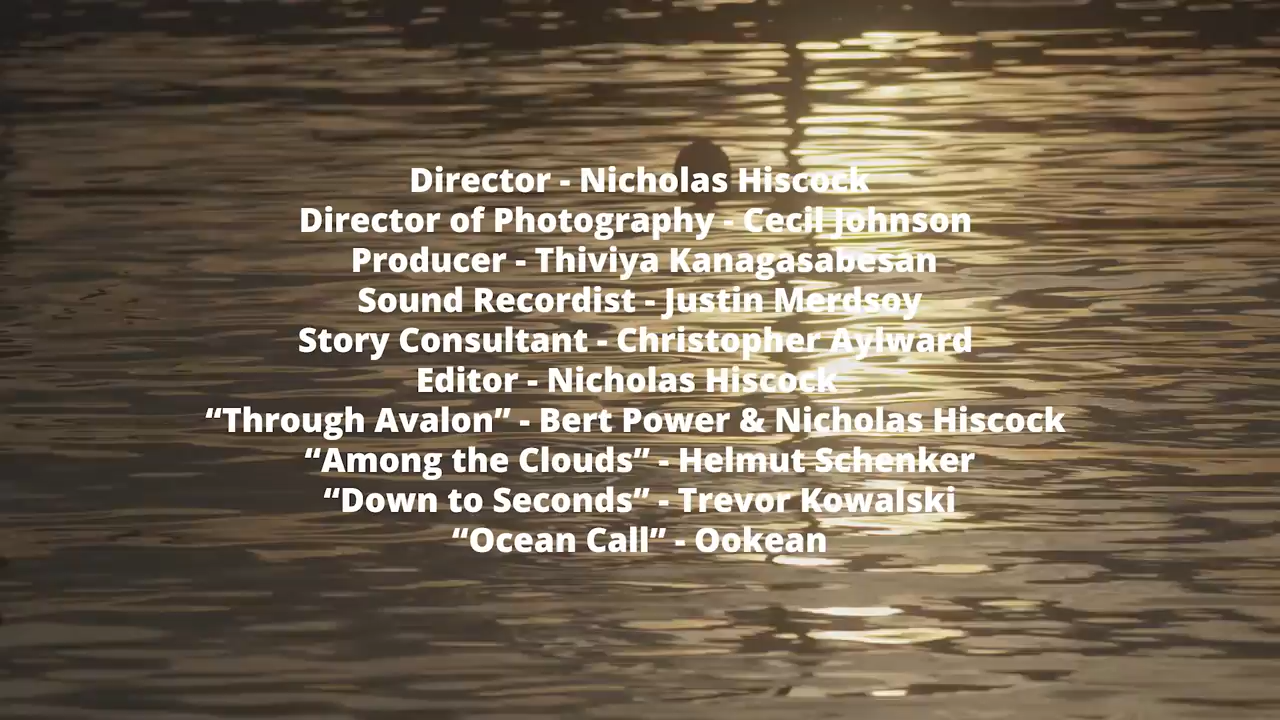 Director - Nicholas Hiscock
Director of Photography - Cecil Johnson
Producer - Thiviya Kanagasabesan
Sound Recordist - Justin Merdsoy
Story Consultant - Christopher Aylward
Editor - Nicholas Hiscock
“Through Avalon” - Bert Power & Nicholas Hiscock
“Among the Clouds” - Helmut Schenker
“Down to Seconds” - Trevor Kowalski
“Ocean Call” - Ookean